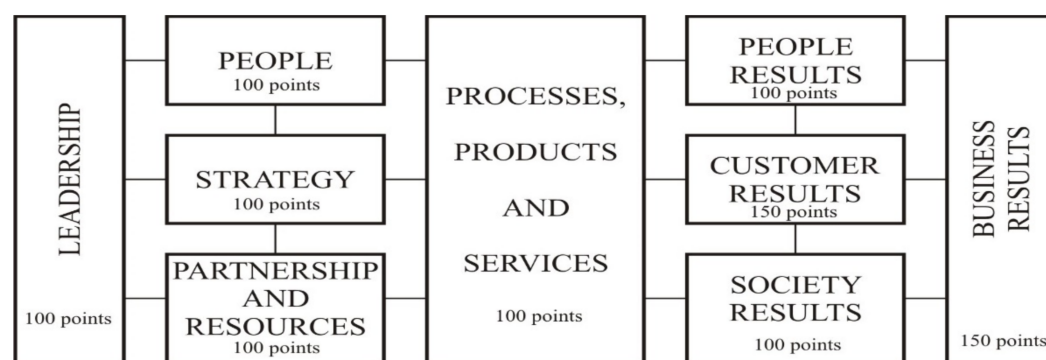 LEADERSHIP
100 points
PEOPLE
100 points
STRATEGY
100 points
PARTNERSHIP
AND
RESOURCES
100 points
PROCESSES,
PRODUCTS
AND
SERVICES
100 points
PEOPLE
RESULTS
100 points
CUSTOMER
RESULTS
150 points
SOCIETY
RESULTS
100 points
BUSINESS
RESULTS
150 points